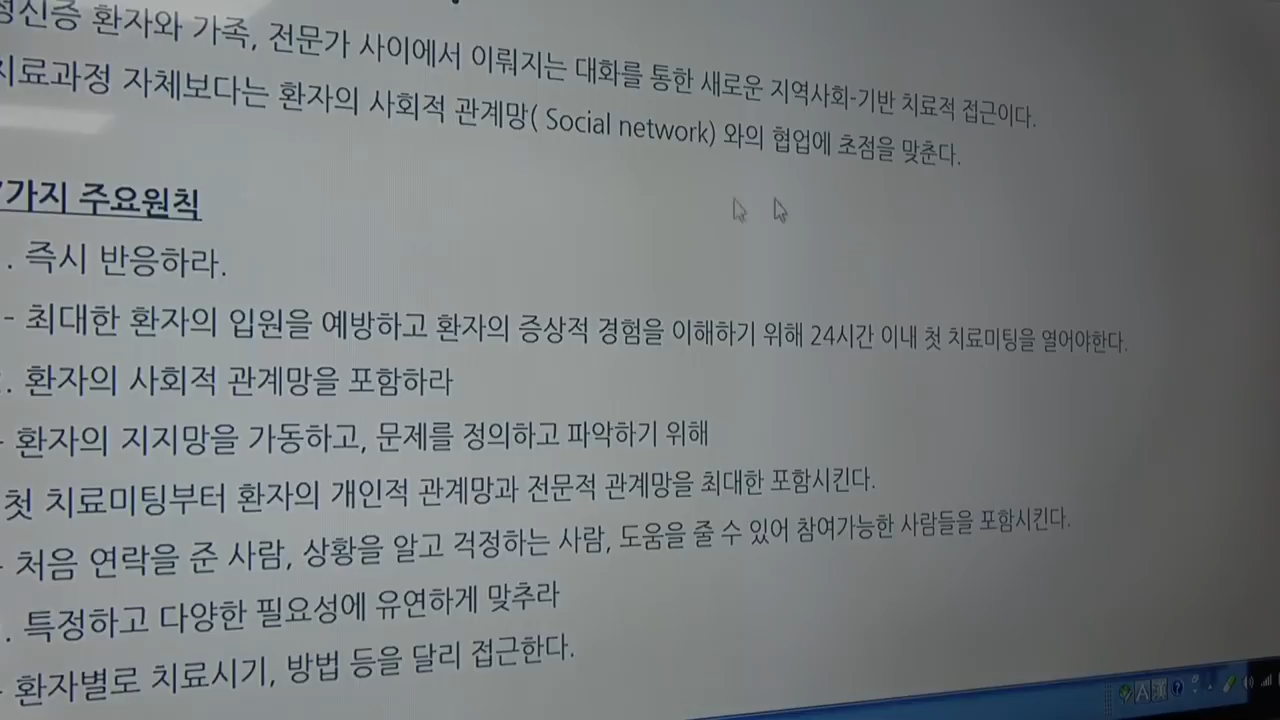 환자와 가족, 전문가 사이에서 이뤄지는 대화를 통한 새로운 지역사회-기반 치료적 접근이다.
치료과정 자체보다는 환자의 사회적 관계망( Social network) 와의 협업에 초점을 맞춘다.
7가지 주요원칙
. 즉시 반응하라.
- 최대한 환자의 입원을 예방하고 환자의 증상적 경험을 이해하기 위해 24시간 이내 첫 치료미팅을 열어야한다.
. 환자의 사회적 관계망을 포함하라
- 환자의 지지망을 가동하고, 문제를 정의하고 파악하기 위해
첫 치료미팅부터 환자의 개인적 관계망과 전문적 관계망을 최대한 포함시킨다.
- 처음 연락을 준 사람, 상황을 알고 걱정하는 사람, 도움을 줄 수 있어 참여가능한 사람들을 포함시킨다.
. 특정하고 다양한 필요성에 유연하게 맞추라
- 환자별로 치료시기, 방법 등을 달리 접근한다.
A漢